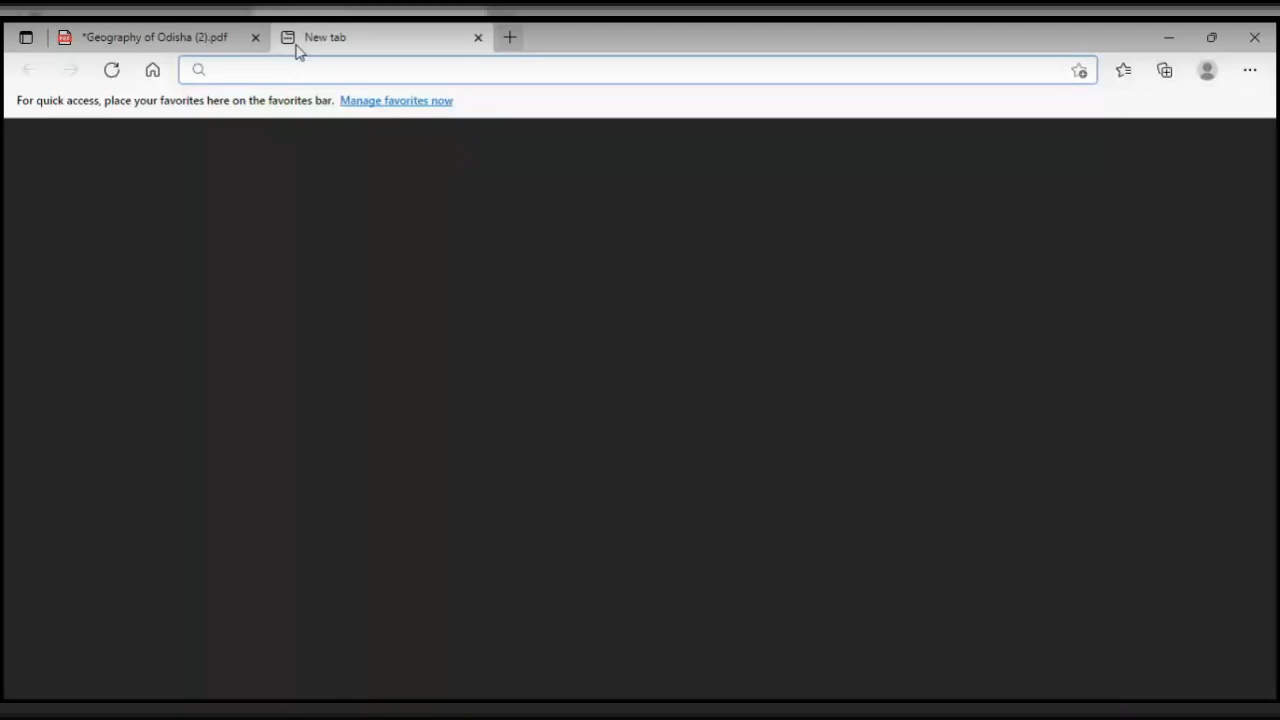 *Geography of Odisha (2).pdf
New tab
For quick access, place your favorites here on the favorites bar. Manage favorites now